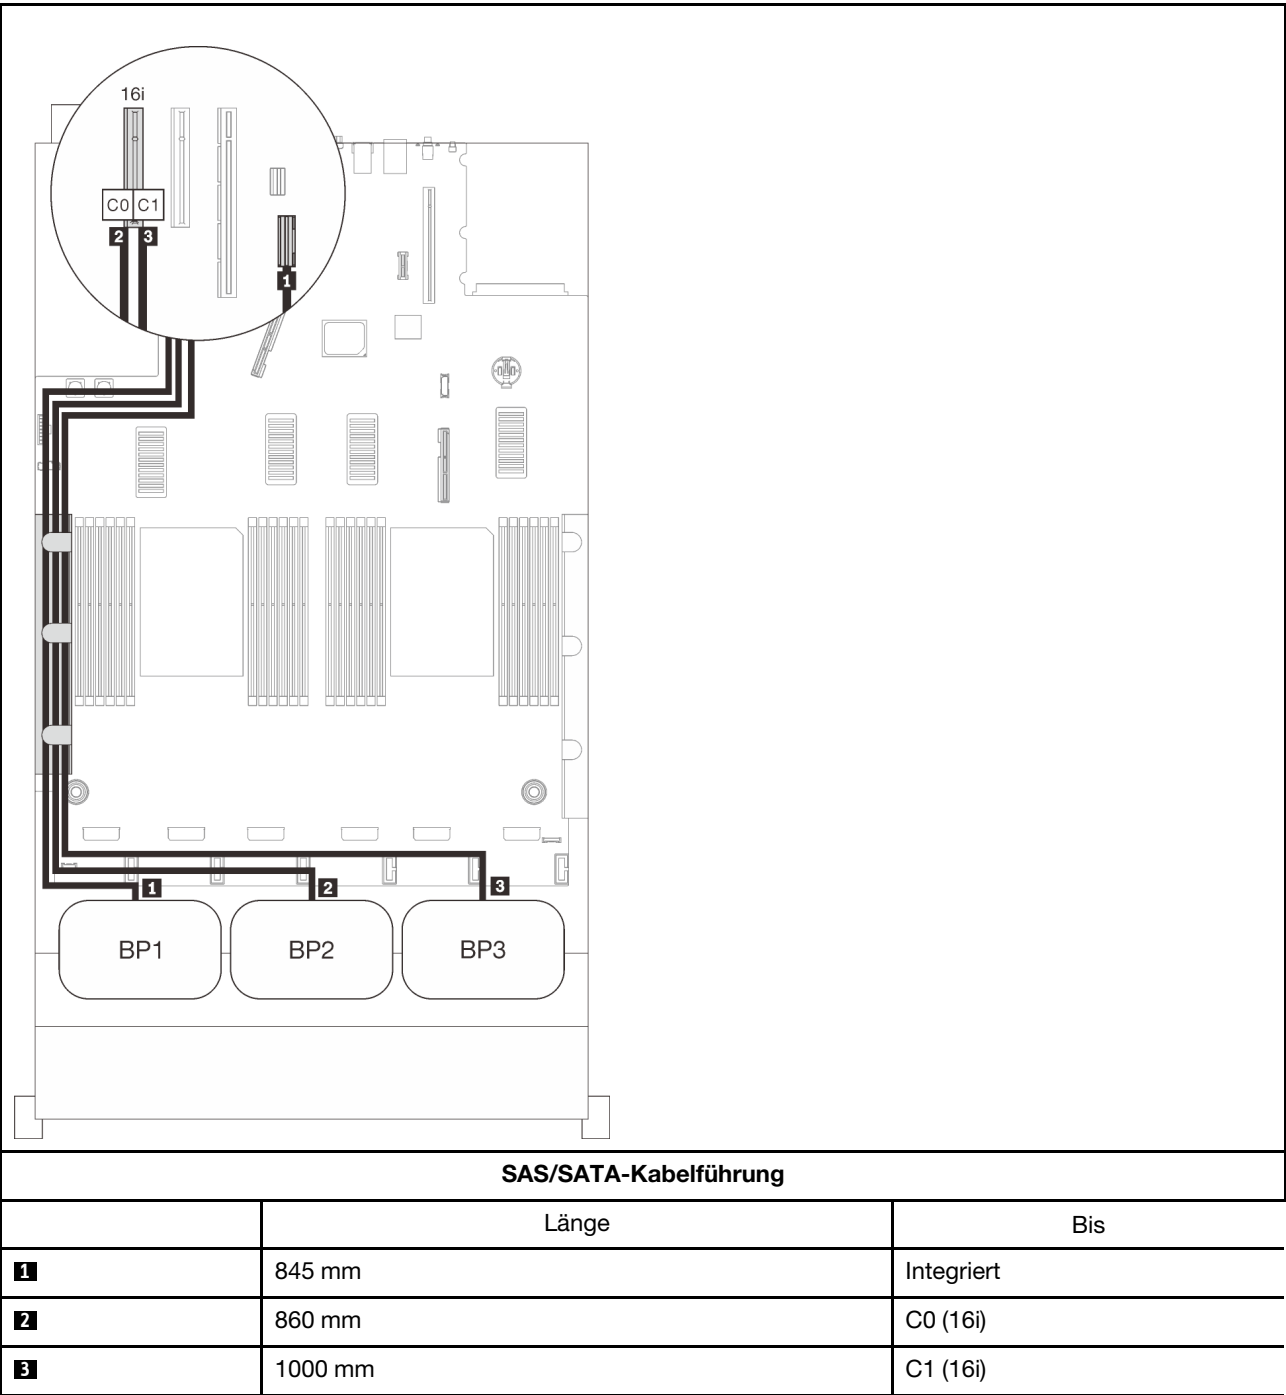 16i
C0 C1
2 3
1
1 2 3
BP1 BP2 BP3
SAS/SATA-Kabelführung
Länge Bis
1 845 mm Integriert
2 860 mm C0 (16i)
3 1000 mm C1 (16i)